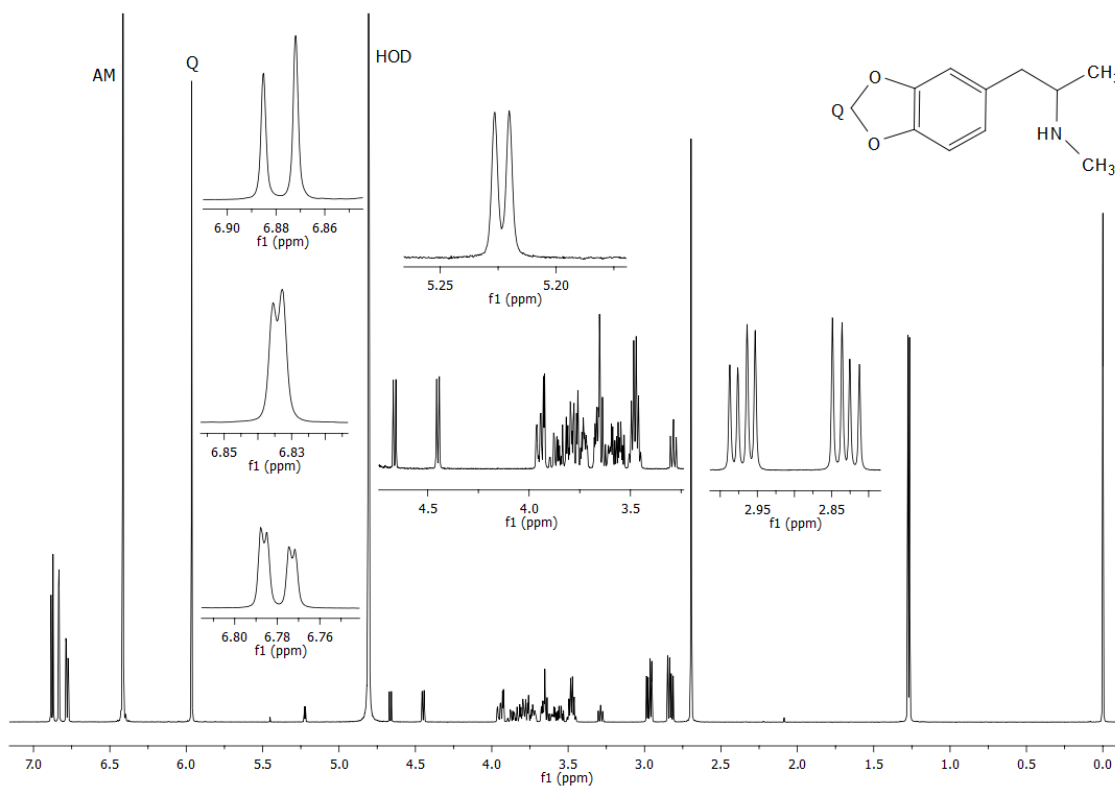 AM
Q
HOD
6.90 6.88 6.86
f1 (ppm)
6.85 6.83
f1 (ppm)
6.80 6.78 6.76
f1 (ppm)
5.25 5.20
f1 (ppm)
4.5 4.0 3.5
f1 (ppm)
2.95 2.85
f1 (ppm)
O
Q
O
CH3
HN
CH3
7.0 6.5 6.0 5.5 5.0 4.5 4.0 3.5 3.0 2.5 2.0 1.5 1.0 0.5 0.0
f1 (ppm)